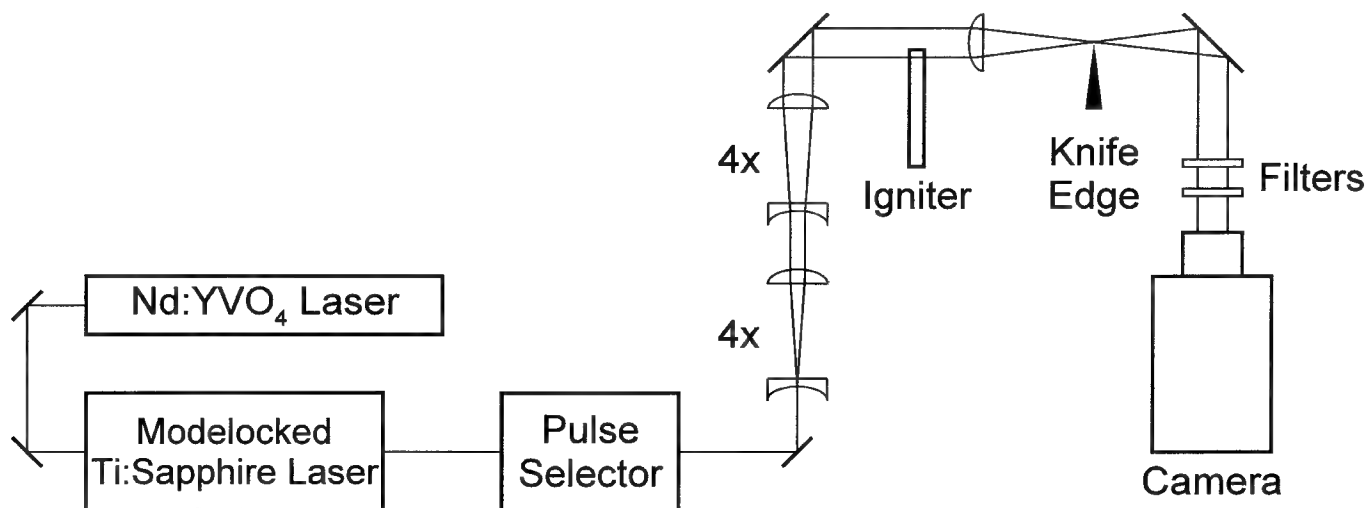 4x
Igniter
Knife
Edge
Filters
Nd:YVO₄ Laser
4x
Modelocked
Ti:Sapphire Laser
Pulse
Selector
Camera